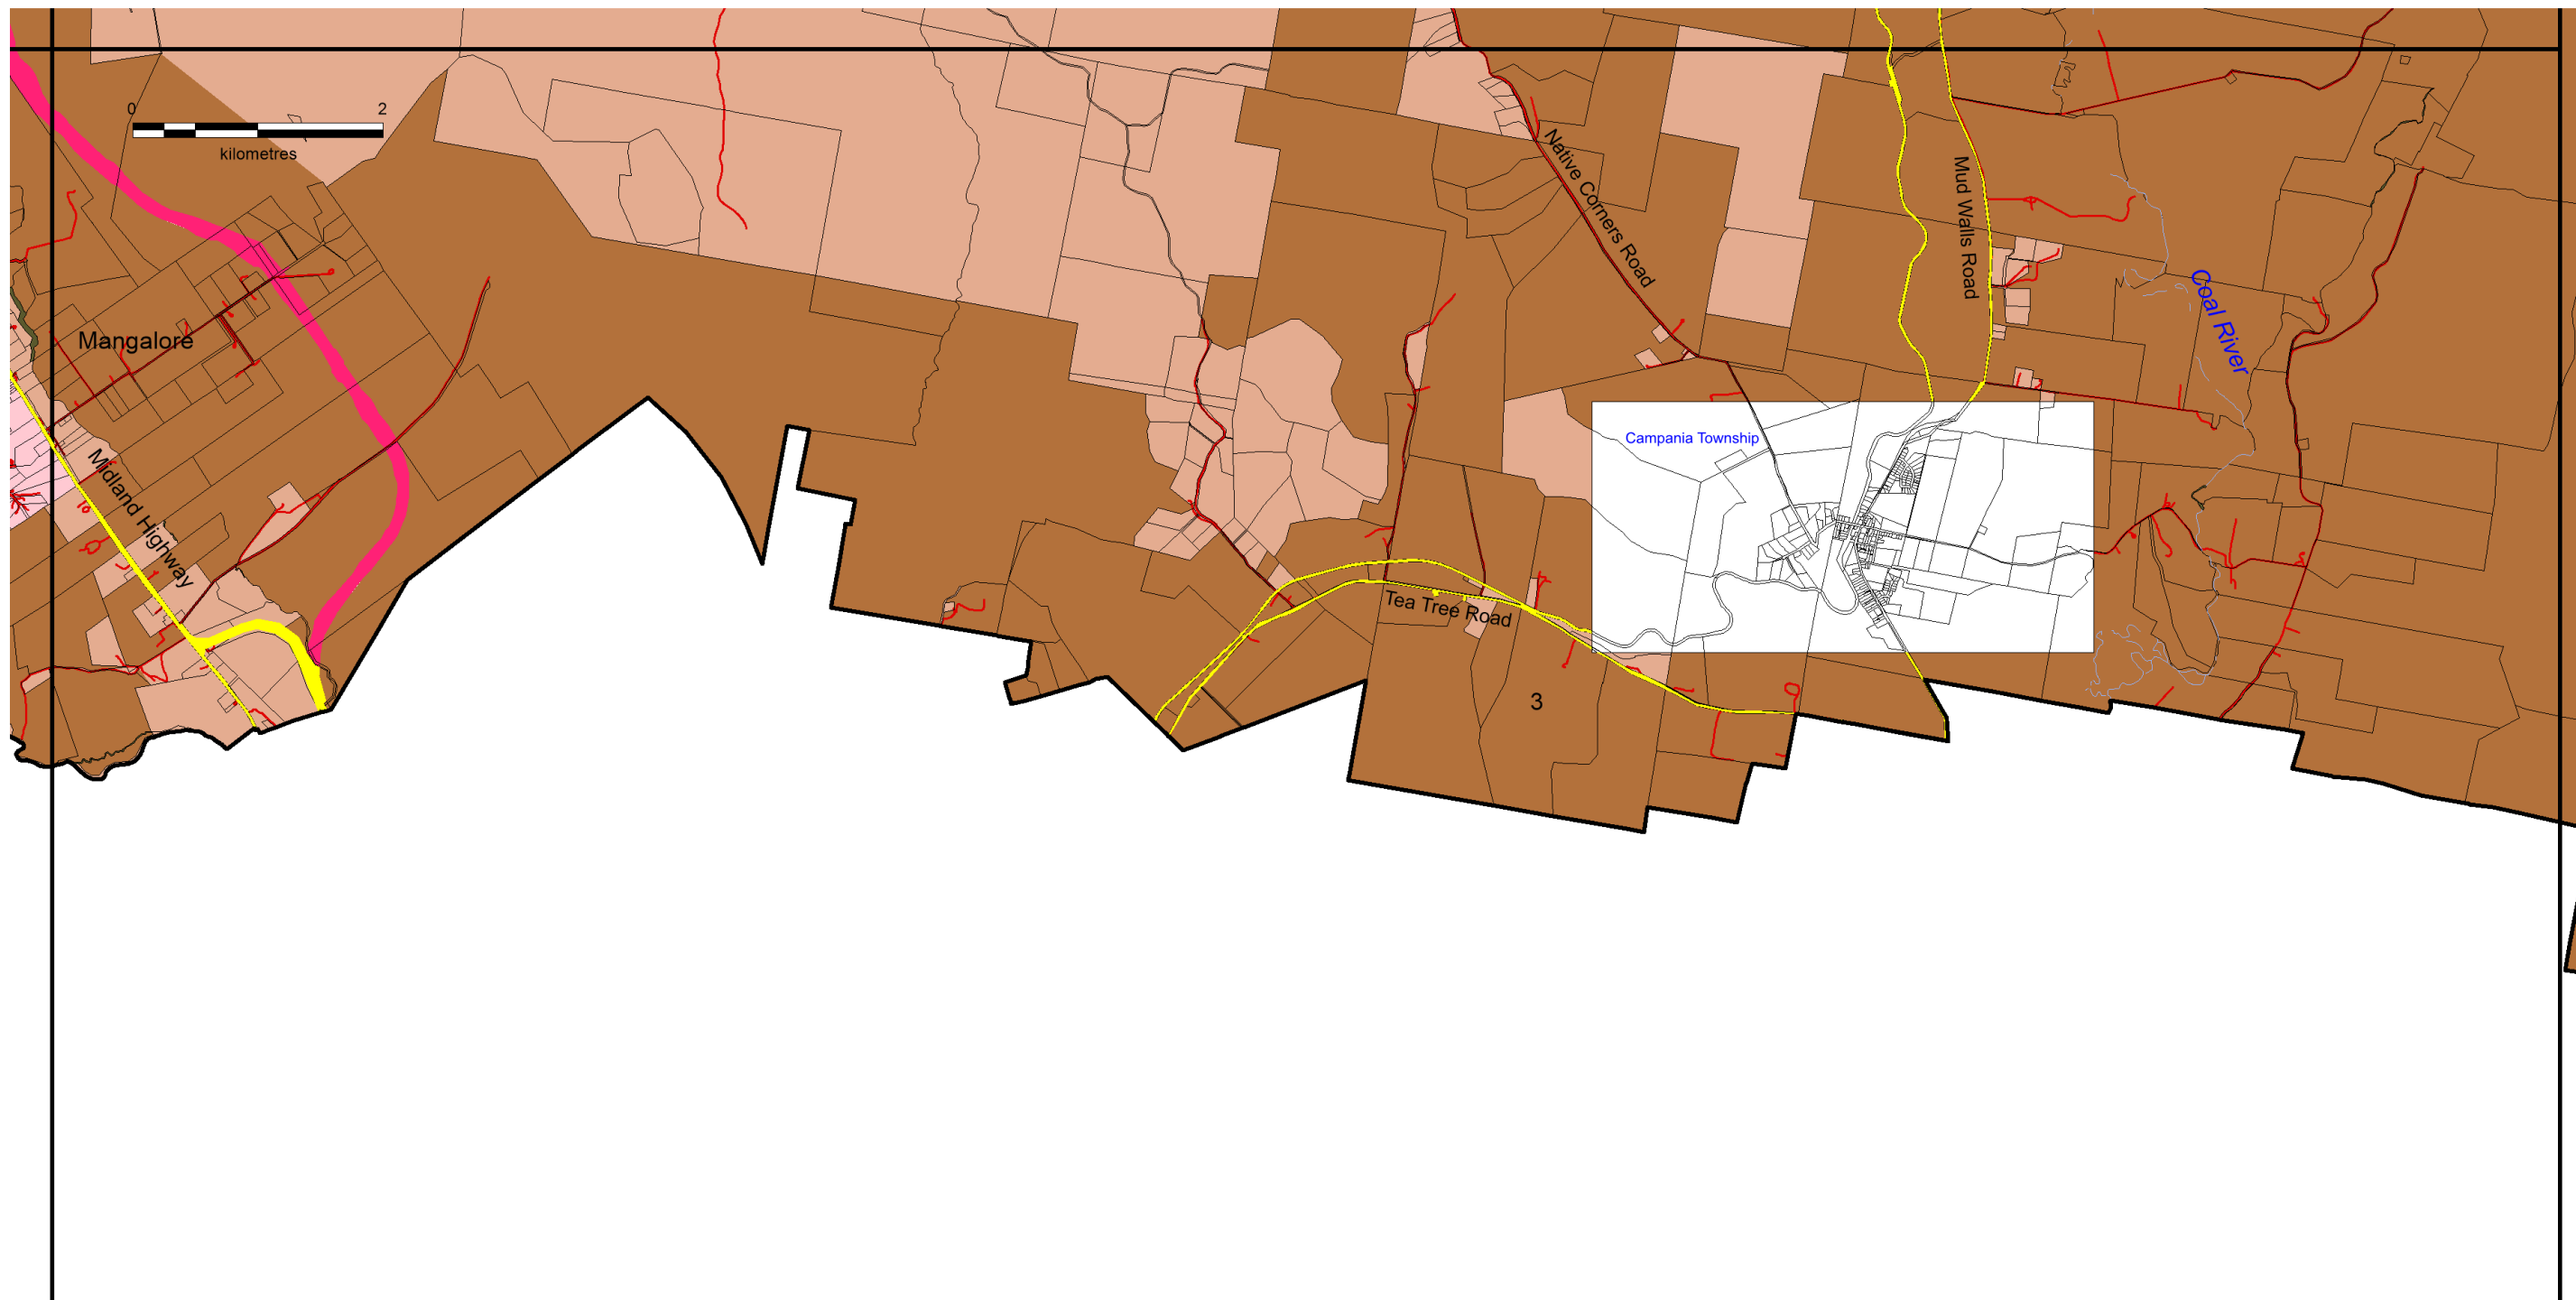 0 2
kilometres
Native Corners Road
Mud Walls Road
Coal River
Mangalore
Midland Highway
Campania Township
Tea Tree Road
3